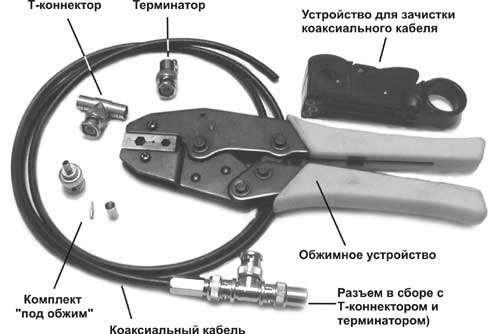 Т-коннектор
Терминатор
Устройство для зачистки
коаксиального кабеля
Обжимное устройство
Комплект
"под обжим"
Коаксиальный кабель
Разъем в сборе с
Т-коннектором и
терминатором)